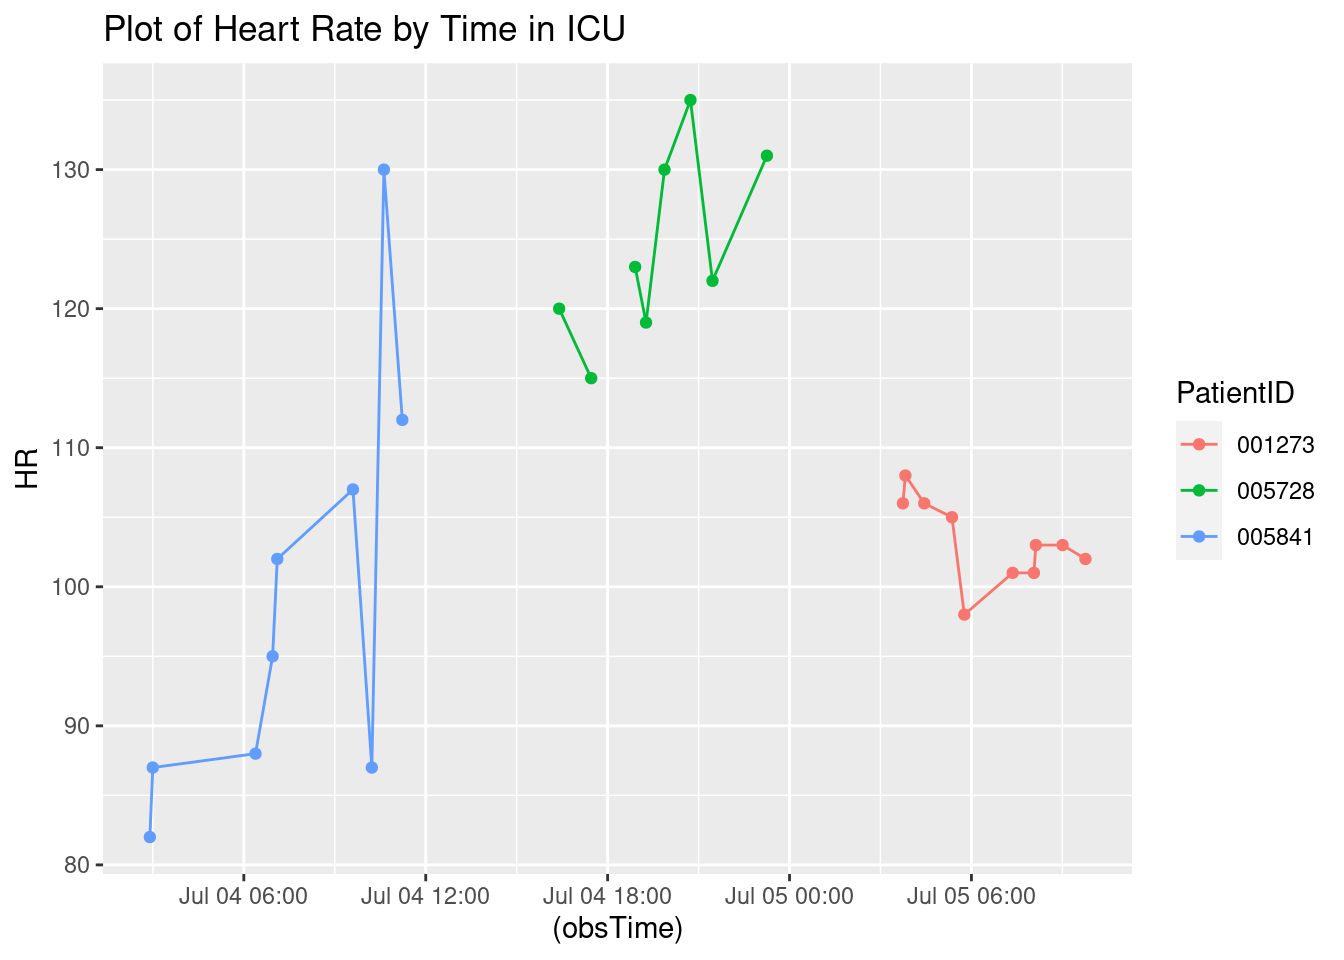 Plot of Heart Rate by Time in ICU
130
120
110
100
90
80
HR
Jul 04 06:00
Jul 04 12:00
Jul 04 18:00
Jul 05 00:00
Jul 05 06:00
(obsTime)
PatientID
001273
005728
005841